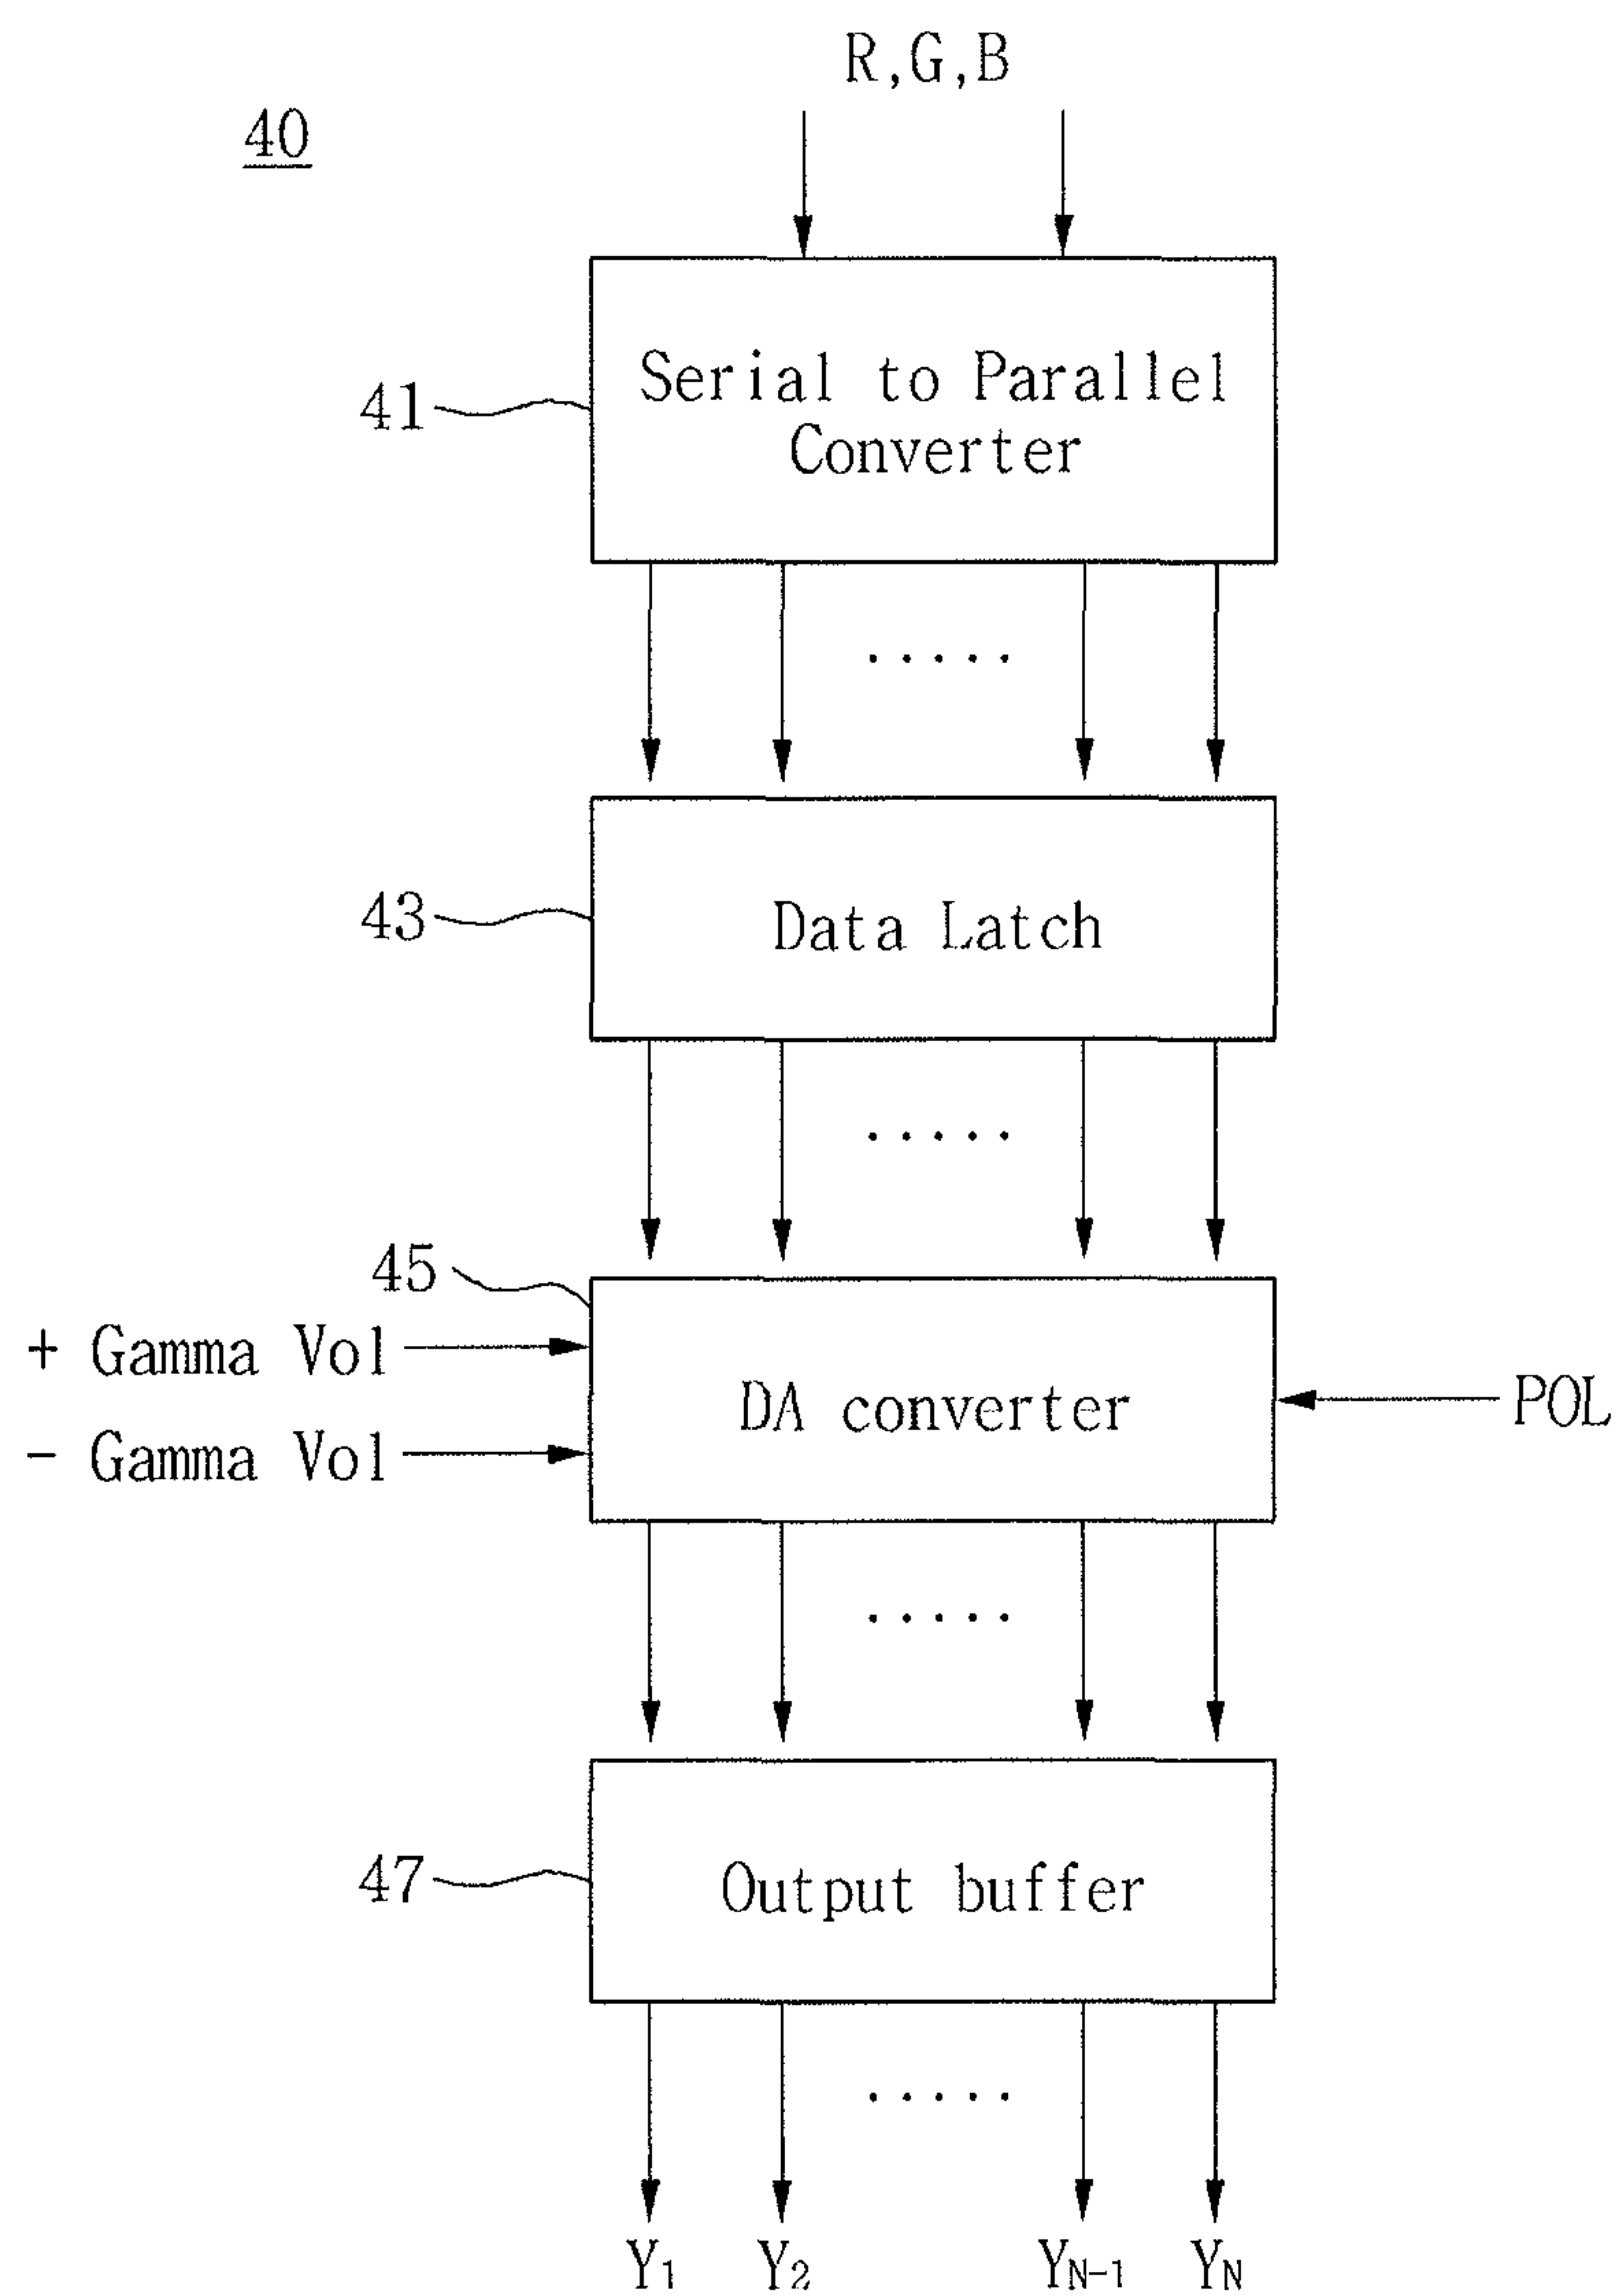 R,G,B
40
Serial to Parallel
Converter
41
.....
Data Latch
43
.....
45
+ Gamma Vol
DA converter
POL
- Gamma Vol
.....
Output buffer
47
.....
Y1 Y2 YN-1 YN